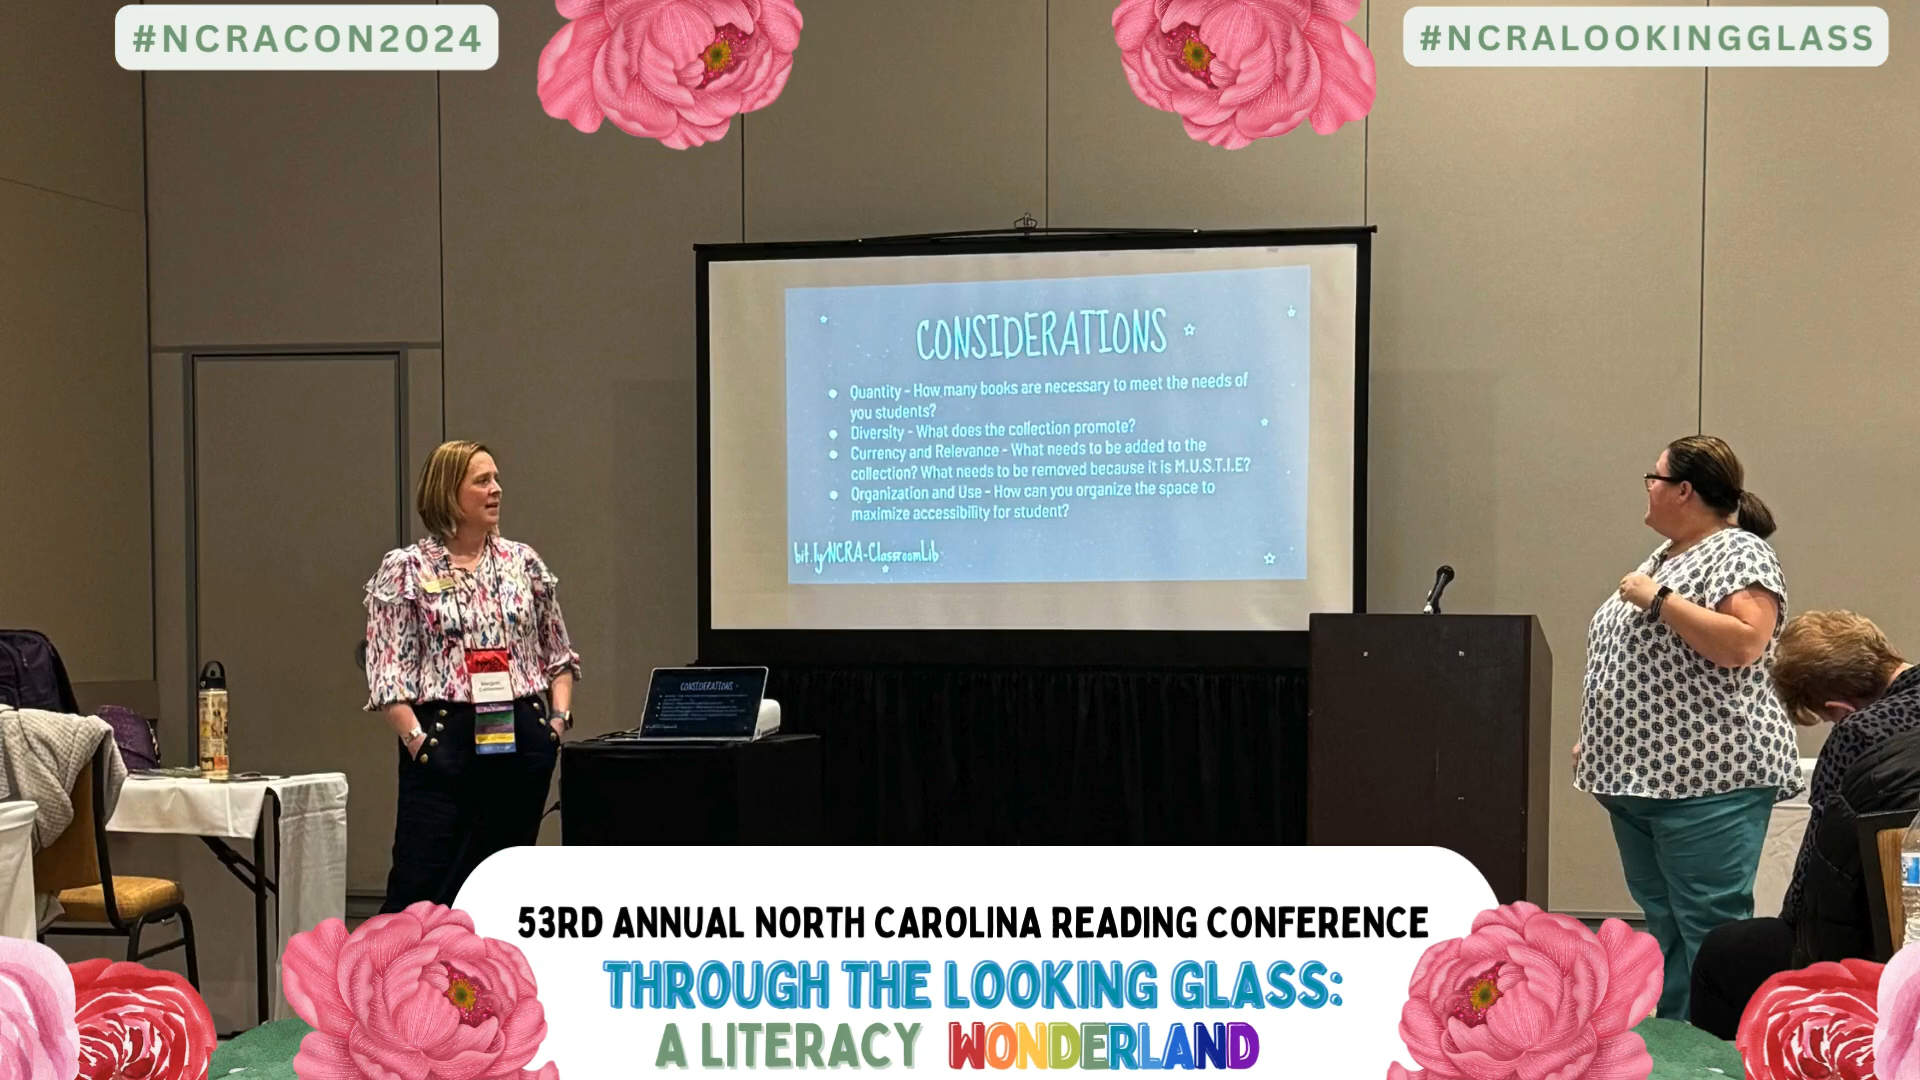 #NCRACON2024
#NCRALOOKINGGLASS
CONSIDERATIONS
Quantity - How many books are necessary to meet the needs of
you students?
Diversity - What does the collection promote?
Currency and Relevance - What needs to be added to the
collection? What needs to be removed because it is M.U.S.T.I.E?
Organization and Use - How can you organize the space to
maximize accessibility for student?
bit.ly/NCRA-ClassroomLib
CONSIDERATIONS
Margaret
53RD ANNUAL NORTH CAROLINA READING CONFERENCE
THROUGH THE LOOKING GLASS:
A LITERACY WONDERLAND